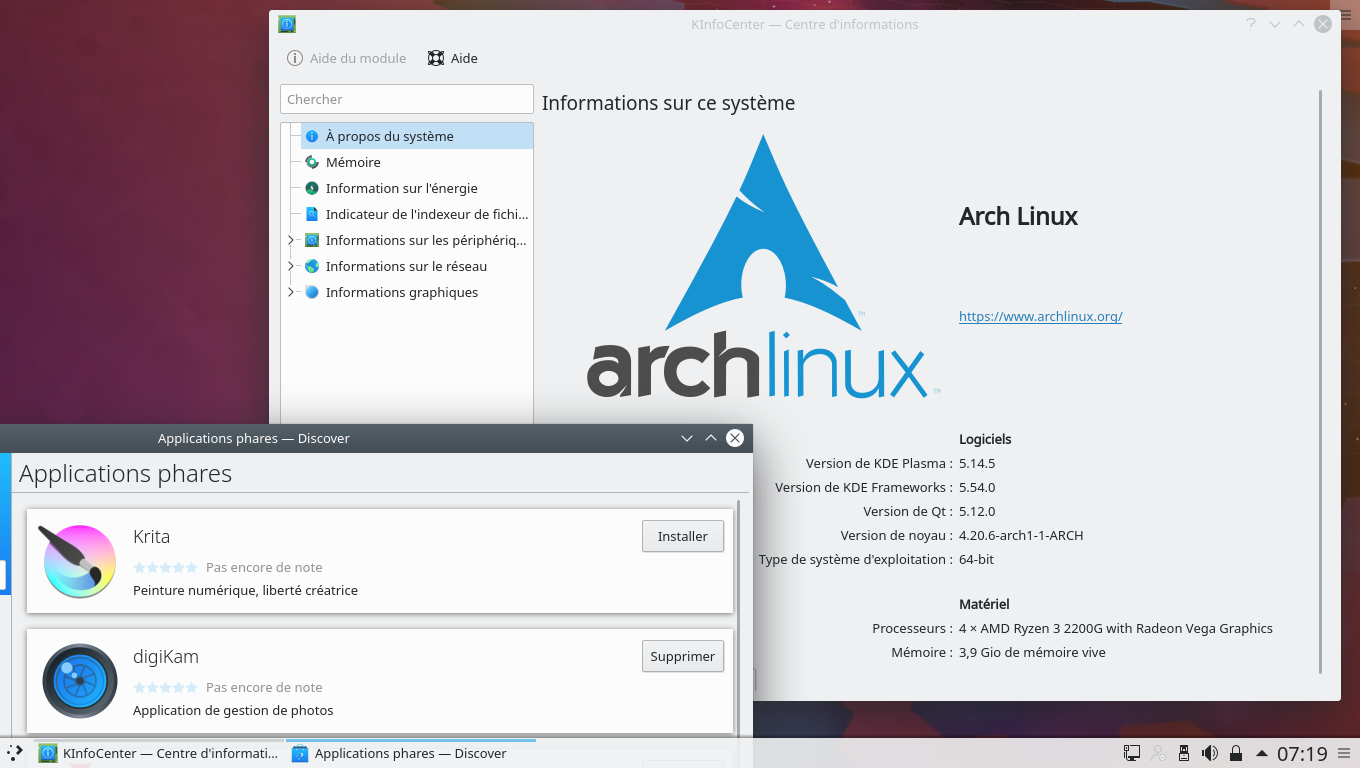 KInfoCenter — Centre d'informations
Aide du module
Aide
Chercher
À propos du système
Mémoire
Information sur l'énergie
Indicateur de l'indexeur de fichi...
Informations sur les périphériq...
Informations sur le réseau
Informations graphiques
Informations sur ce système
archlinux
Arch Linux
https://www.archlinux.org/
Logiciels
Version de KDE Plasma : 5.14.5
Version de KDE Frameworks : 5.54.0
Version de Qt : 5.12.0
Version de noyau : 4.20.6-arch1-1-ARCH
Type de système d'exploitation : 64-bit
Matériel
Processeurs : 4 × AMD Ryzen 3 2200G with Radeon Vega Graphics
Mémoire : 3,9 Gio de mémoire vive
Applications phares — Discover
Applications phares
Krita
Installer
Pas encore de note
Peinture numérique, liberté créatrice
digiKam
Supprimer
Pas encore de note
Application de gestion de photos
KInfoCenter — Centre d'informati...
Applications phares — Discover
07:19